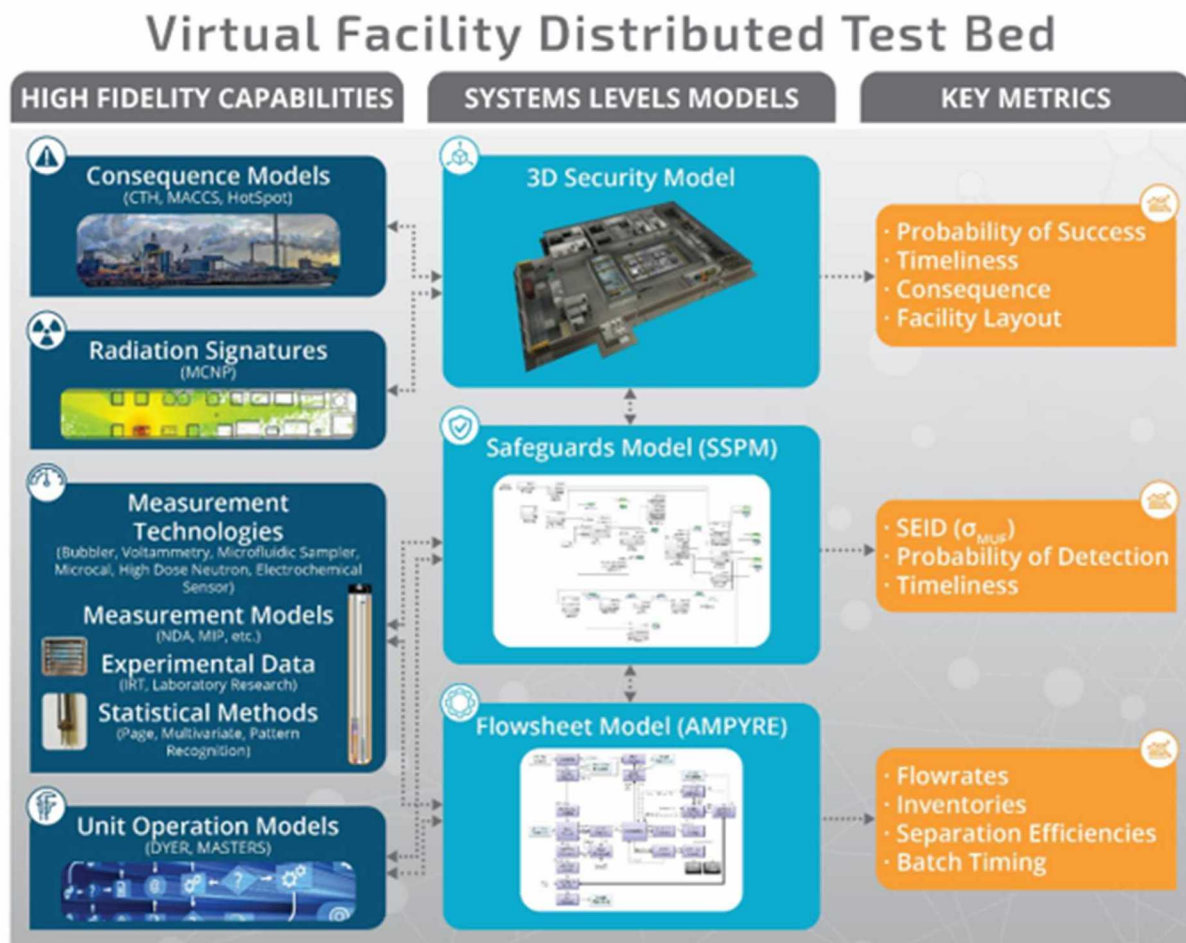 Virtual Facility Distributed Test Bed
HIGH FIDELITY CAPABILITIES
SYSTEMS LEVELS MODELS
KEY METRICS
Consequence Models
(CTH, MACCS, HotSpot)
Radiation Signatures
(MCNP)
Measurement
Technologies
(Bubbler, Voltammetry, Microfluidic Sampler,
Microcal, High Dose Neutron, Electrochemical
Sensor)
Measurement Models
(NDA, MIP, etc.)
Experimental Data
(IRT, Laboratory Research)
Statistical Methods
(Page, Multivariate, Pattern
Recognition)
Unit Operation Models
(DYER, MASTERS)
3D Security Model
Safeguards Model (SSPM)
Flowsheet Model (AMPYRE)
· Probability of Success
· Timeliness
· Consequence
· Facility Layout
· SEID (σMUF)
· Probability of Detection
· Timeliness
· Flowrates
· Inventories
· Separation Efficiencies
· Batch Timing